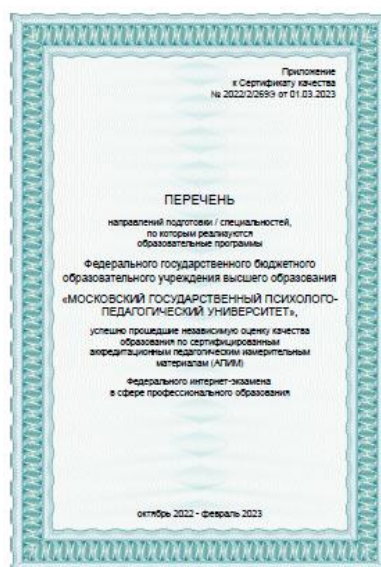 Приложение
к Сертификату качества
№ 2022/2/269Э от 01.03.2023
ПЕРЕЧЕНЬ
направлений подготовки / специальностей,
по которым реализуются
образовательные программы
Федерального государственного бюджетного
образовательного учреждения высшего образования
«МОСКОВСКИЙ ГОСУДАРСТВЕННЫЙ ПСИХОЛОГО-
ПЕДАГОГИЧЕСКИЙ УНИВЕРСИТЕТ»,
успешно прошедшие независимую оценку качества
образования по сертифицированным
аккредитационным педагогическим измерительным
материалам (АПИМ)
Федерального интернет-экзамена
в сфере профессионального образования
октябрь 2022 - февраль 2023